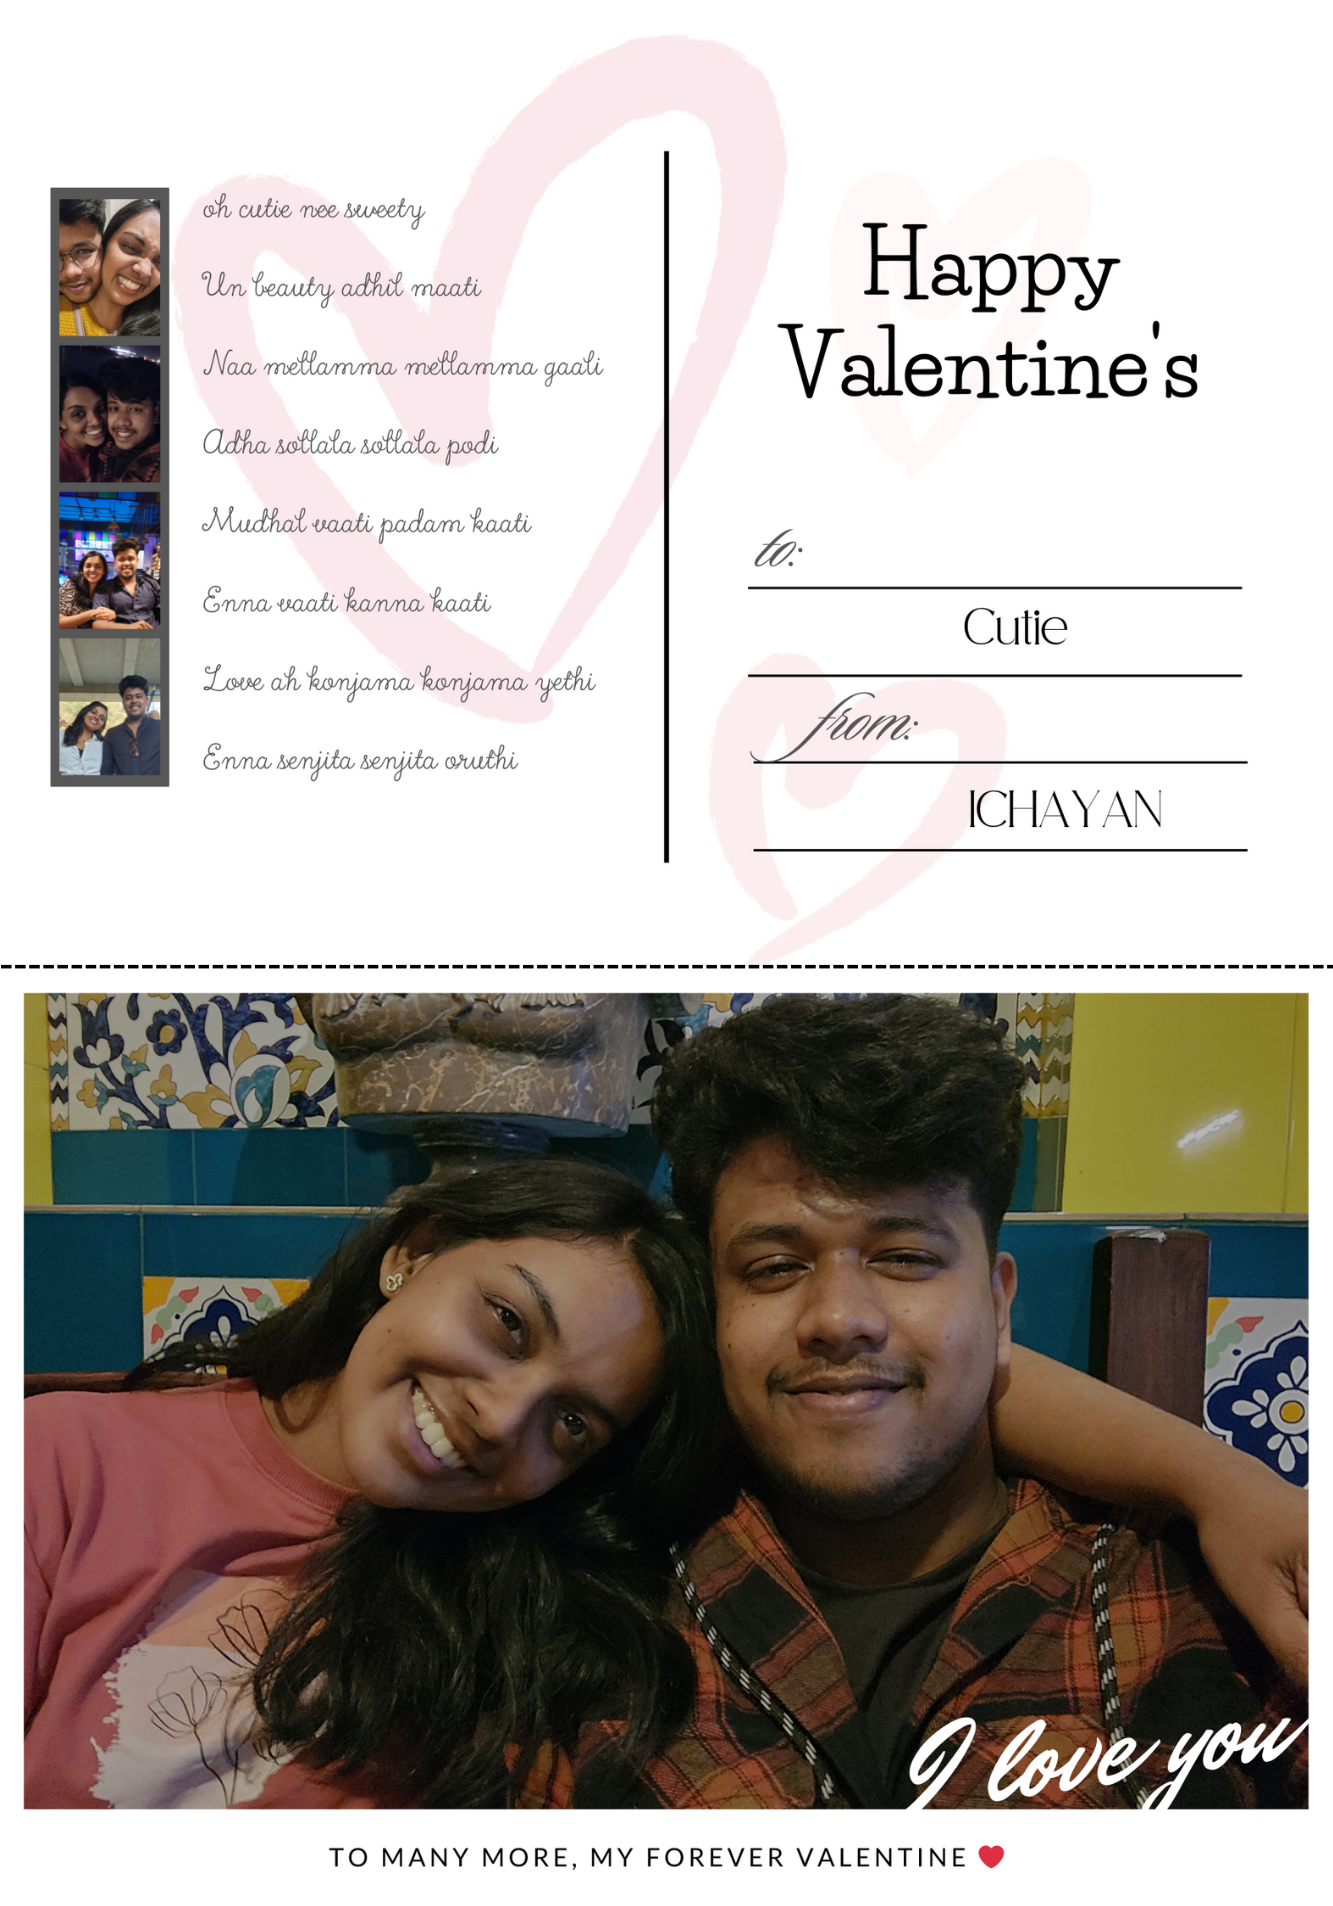 oh cutie nee sweety
Un beauty adhil maati
Naa mellamma mellamma gaali
Adha sollala sollala podi
Mudhal vaati padam kaati
Enna vaati kanna kaati
Love ah konjama konjama yethi
Enna senjita senjita oruthi
Happy
Valentine's
to:
Cutie
from:
ICHAYAN
I love you
TO MANY MORE, MY FOREVER VALENTINE ❤️